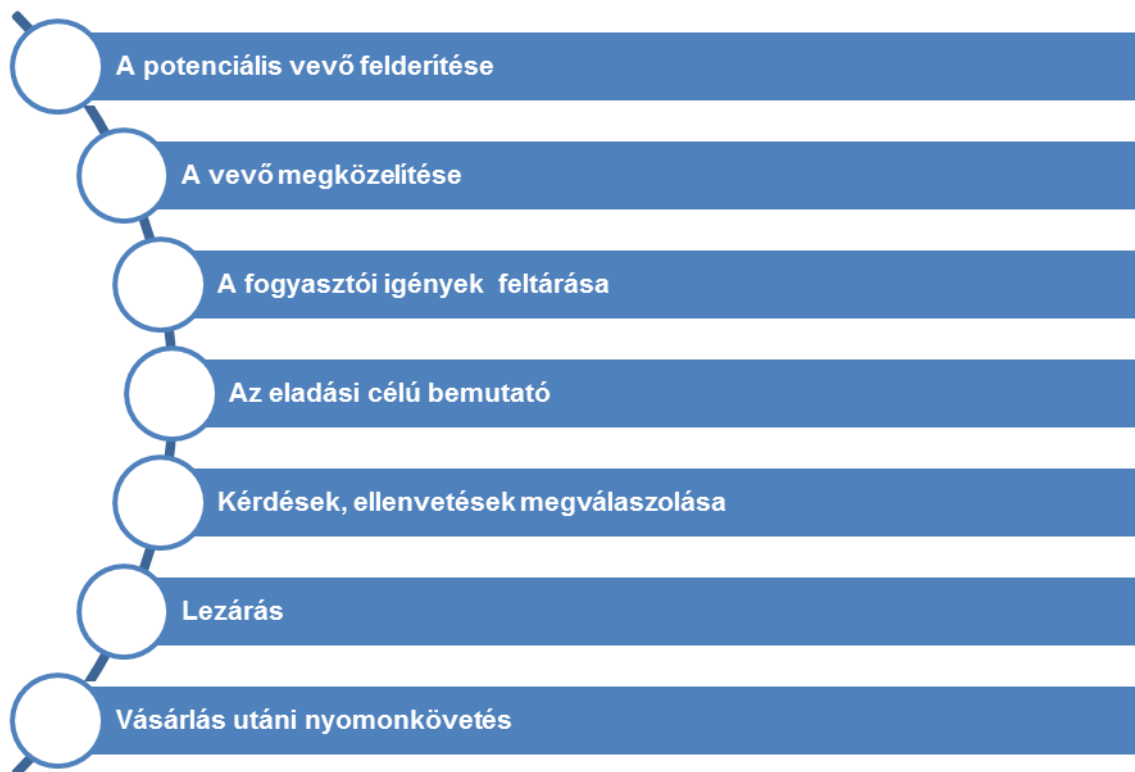 A potenciális vevő felderítése
A vevő megközelítése
A fogyasztói igények feltárása
Az eladási célú bemutató
Kérdések, ellenvetések megválaszolása
Lezárás
Vásárlás utáni nyomonkövetés